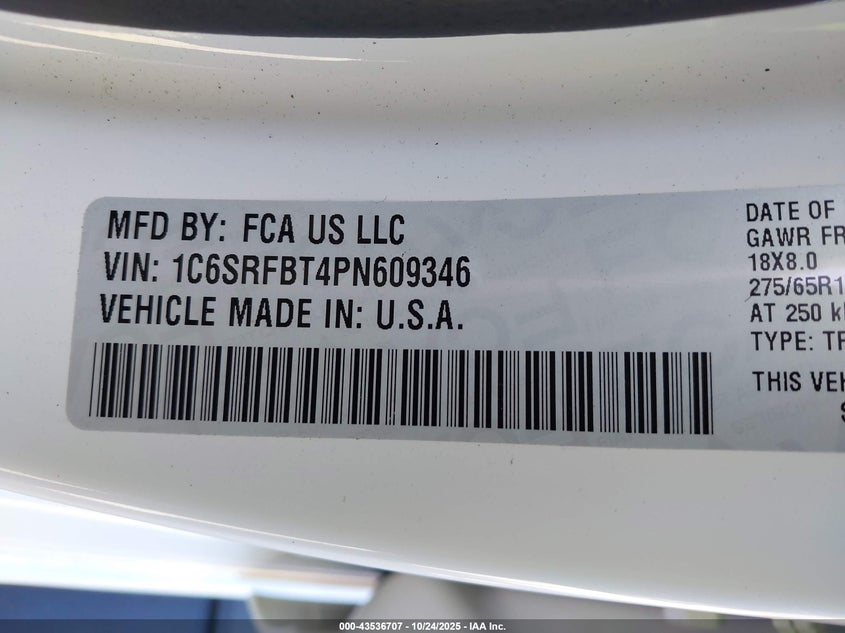 MFD BY: FCA US LLC
VIN: 1C6SRFBT4PN609346
VEHICLE MADE IN: U.S.A.
DATE OF
GAWR FR
18X8.0
275/65R1
AT 250 k
TYPE: TR
THIS VEH
000-43536707 - 10/24/2025 - IAA Inc.